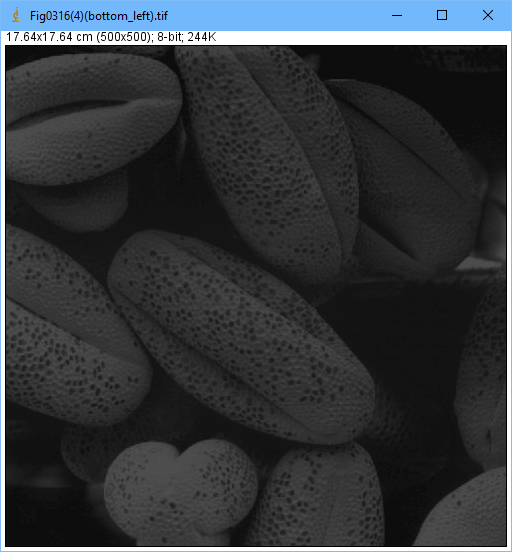 Fig0316(4)(bottom_left).tif
17.64x17.64 cm (500x500); 8-bit; 244K